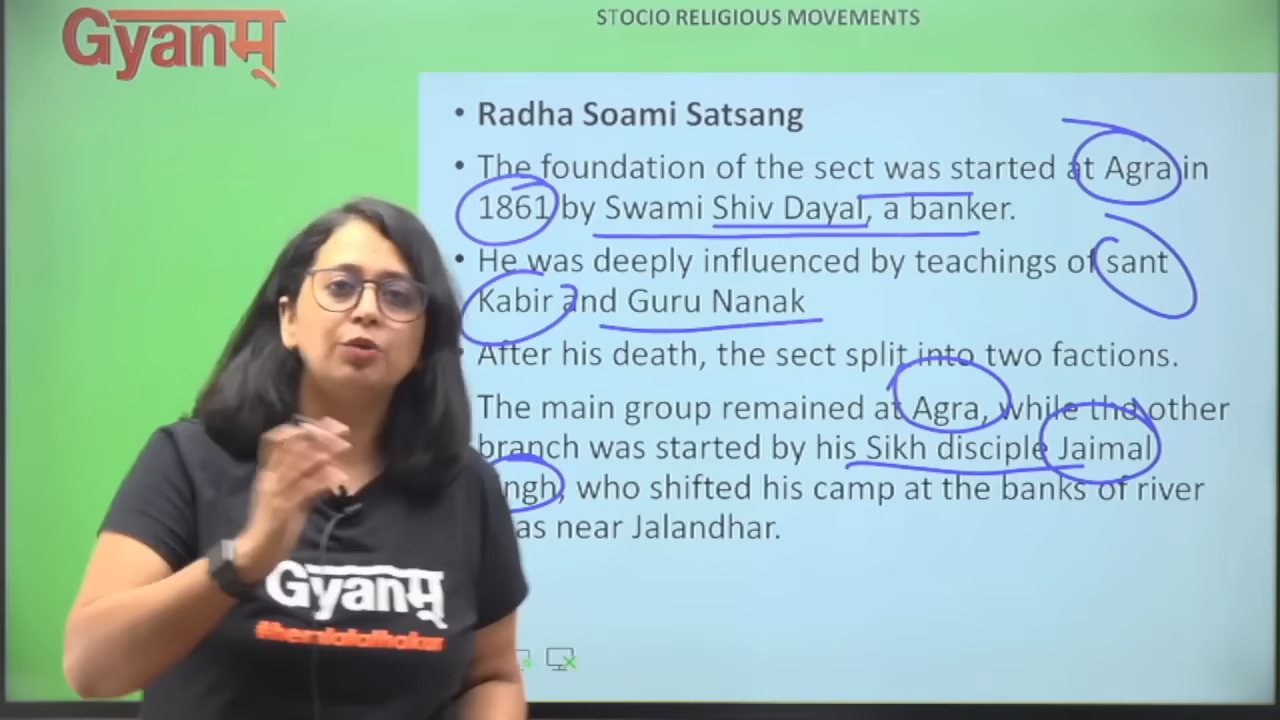 STOCIO RELIGIOUS MOVEMENTS
Gyanम्
• Radha Soami Satsang
• The foundation of the sect was started at Agra in
1861 by Swami Shiv Dayal, a banker.
• He was deeply influenced by teachings of sant
Kabir and Guru Nanak
• After his death, the sect split into two factions.
The main group remained at Agra, while the other
branch was started by his Sikh disciple Jaimal
ngh, who shifted his camp at the banks of river
as near Jalandhar.
Gyanम्